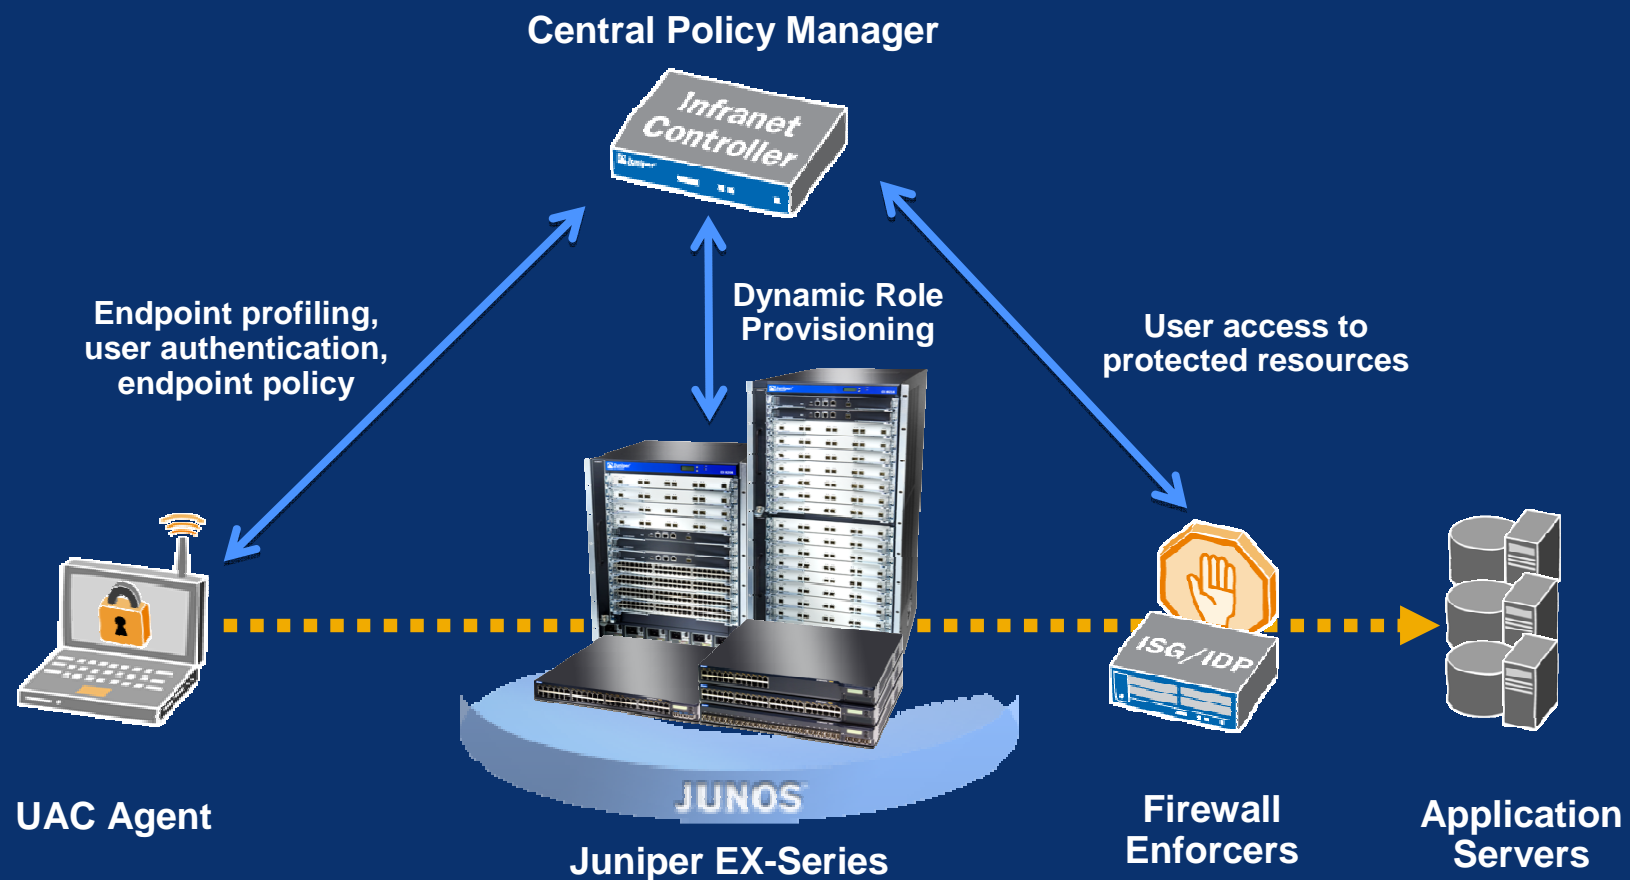 Central Policy Manager
Infranet
Controller
Endpoint profiling,
user authentication,
endpoint policy
Dynamic Role
Provisioning
User access to
protected resources
ISG/IDP
JUNOS
UAC Agent
Juniper EX-Series
Firewall
Enforcers
Application
Servers